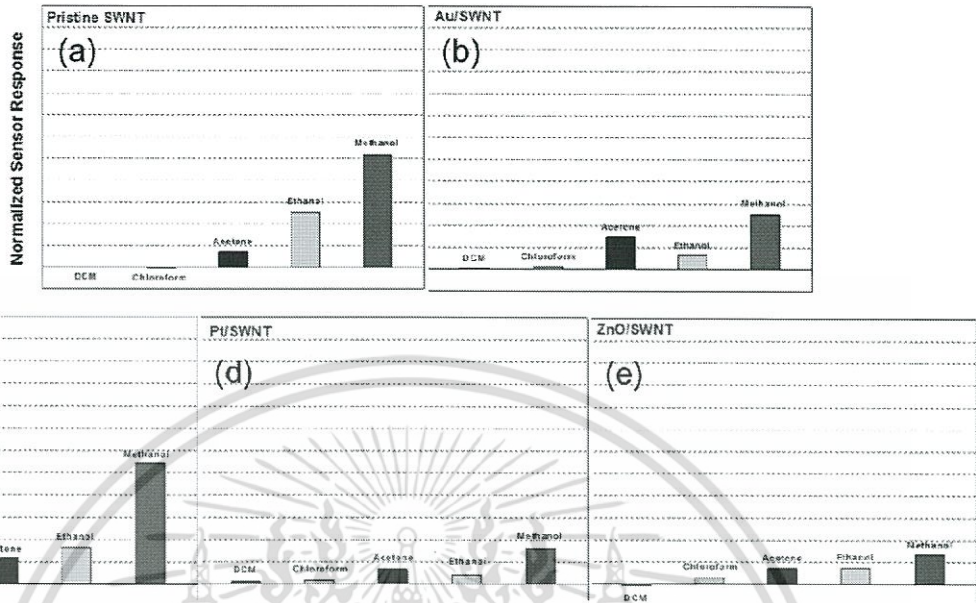 Pristine SWNT
(a)
Normalized Sensor Response
DCM
Chloroform
Acetone
Ethanol
Methanol
Au/SWNT
(b)
DCM
Chloroform
Acetone
Ethanol
Methanol
tone
Ethanol
Methanol
Pt/SWNT
(d)
DCM
Chloroform
Acetone
Ethanol
Methanol
ZnO/SWNT
(e)
DCM
Chloroform
Acetone
Ethanol
Methanol